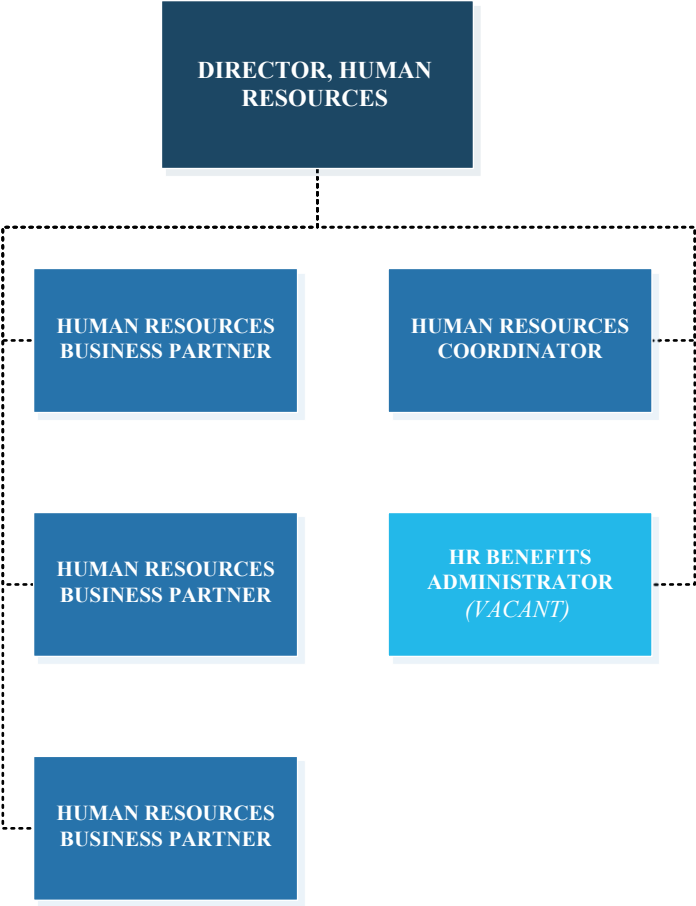 DIRECTOR, HUMAN
RESOURCES
HUMAN RESOURCES
BUSINESS PARTNER
HUMAN RESOURCES
COORDINATOR
HUMAN RESOURCES
BUSINESS PARTNER
HR BENEFITS
ADMINISTRATOR
(VACANT)
HUMAN RESOURCES
BUSINESS PARTNER